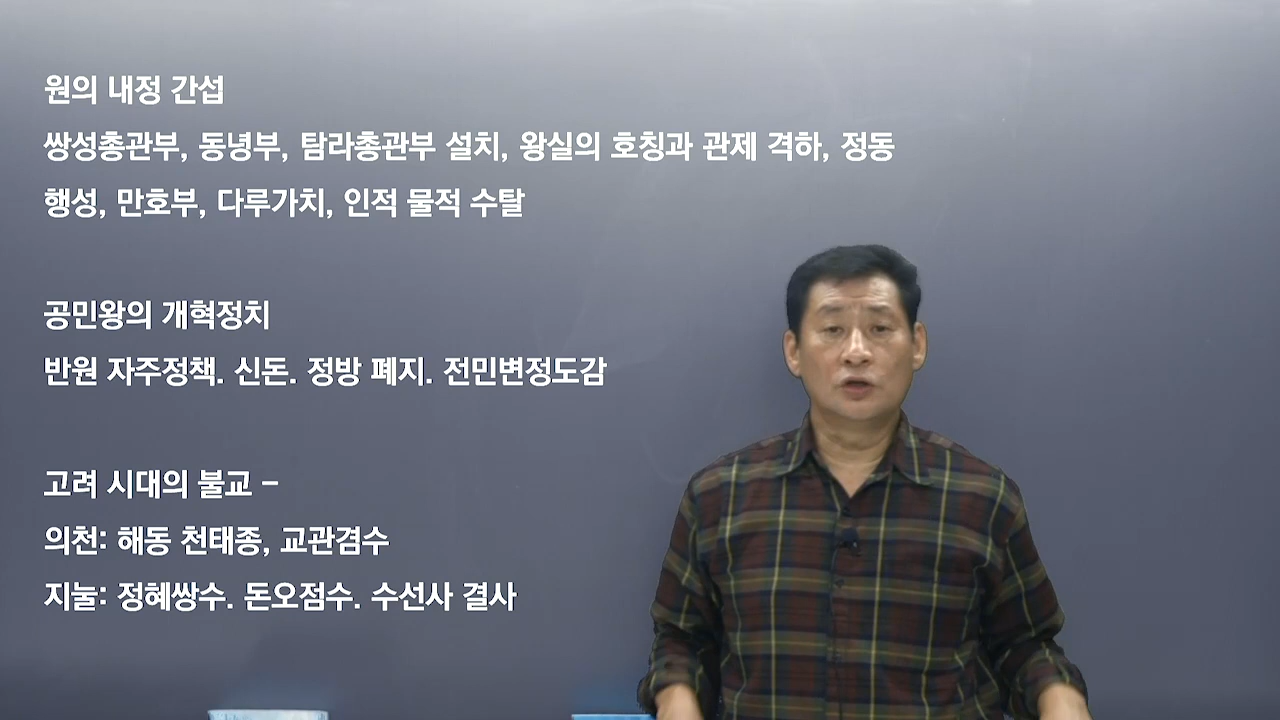 원의 내정 간섭
쌍성총관부, 동녕부, 탐라총관부 설치, 왕실의 호칭과 관제 격하, 정동
행성, 만호부, 다루가치, 인적 물적 수탈
공민왕의 개혁정치
반원 자주정책. 신돈. 정방 폐지. 전민변정도감
고려 시대의 불교 –
의천: 해동 천태종, 교관겸수
지눌: 정혜쌍수. 돈오점수. 수선사 결사